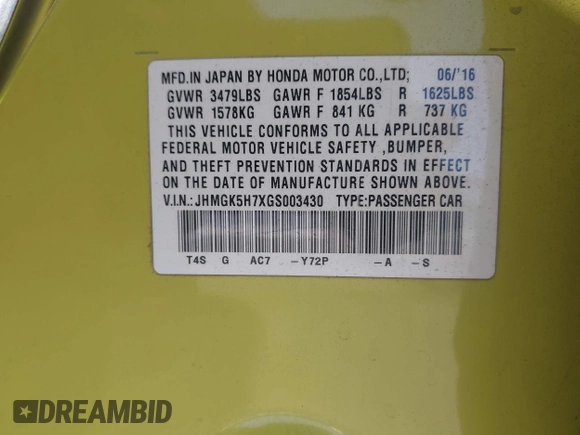 MFD.IN JAPAN BY HONDA MOTOR CO.,LTD; 06/'16
GVWR 3479LBS GAWR F 1854LBS R 1625LBS
GVWR 1578KG GAWR F 841 KG R 737 KG
THIS VEHICLE CONFORMS TO ALL APPLICABLE
FEDERAL MOTOR VEHICLE SAFETY ,BUMPER,
AND THEFT PREVENTION STANDARDS IN EFFECT
ON THE DATE OF MANUFACTURE SHOWN ABOVE.
V.I.N.:JHMGK5H7XGS003430 TYPE:PASSENGER CAR
T4S G AC7 -Y72P -A -S
DREAMBID